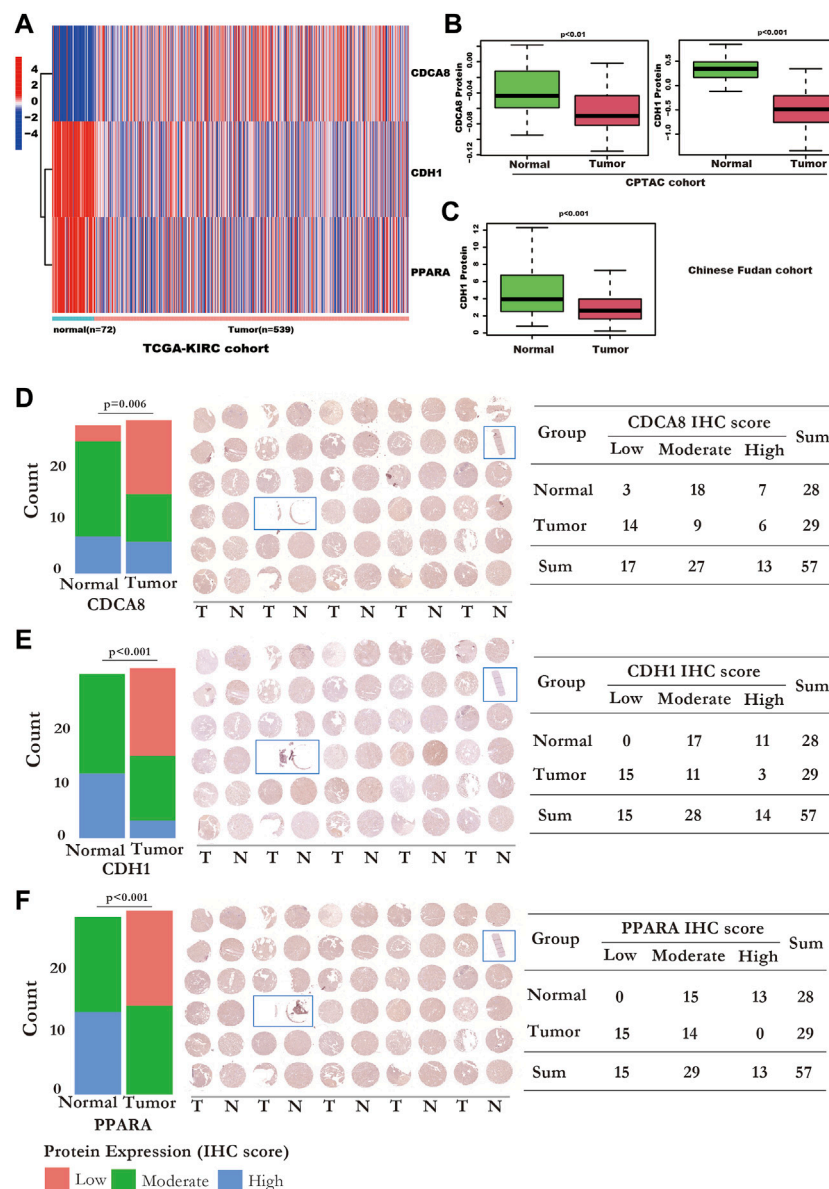 A
4
2
0
−2
−4
CDCA8
CDH1
PPARA
normal(n=72)
Tumor(n=539)
TCGA-KIRC cohort
B
p<0.01
CDCA8 Protein
0.00
−0.04
−0.08
−0.12
Normal
Tumor
p<0.001
CDH1 Protein
0.5
0.0
−1.0
Normal
Tumor
CPTAC cohort
C
p<0.001
CDH1 Protein
12
10
8
6
4
2
0
Normal
Tumor
Chinese Fudan cohort
D
p=0.006
Count
20
10
0
Normal Tumor
CDCA8
T N T N T N T N T N
Group CDCA8 IHC score Sum
Low Moderate High
Normal 3 18 7 28
Tumor 14 9 6 29
Sum 17 27 13 57
E
p<0.001
Count
20
10
0
Normal Tumor
CDH1
T N T N T N T N T N
Group CDH1 IHC score Sum
Low Moderate High
Normal 0 17 11 28
Tumor 15 11 3 29
Sum 15 28 14 57
F
p<0.001
Count
20
10
0
Normal Tumor
PPARA
T N T N T N T N T N
Group PPARA IHC score Sum
Low Moderate High
Normal 0 15 13 28
Tumor 15 14 0 29
Sum 15 29 13 57
Protein Expression (IHC score)
Low Moderate High